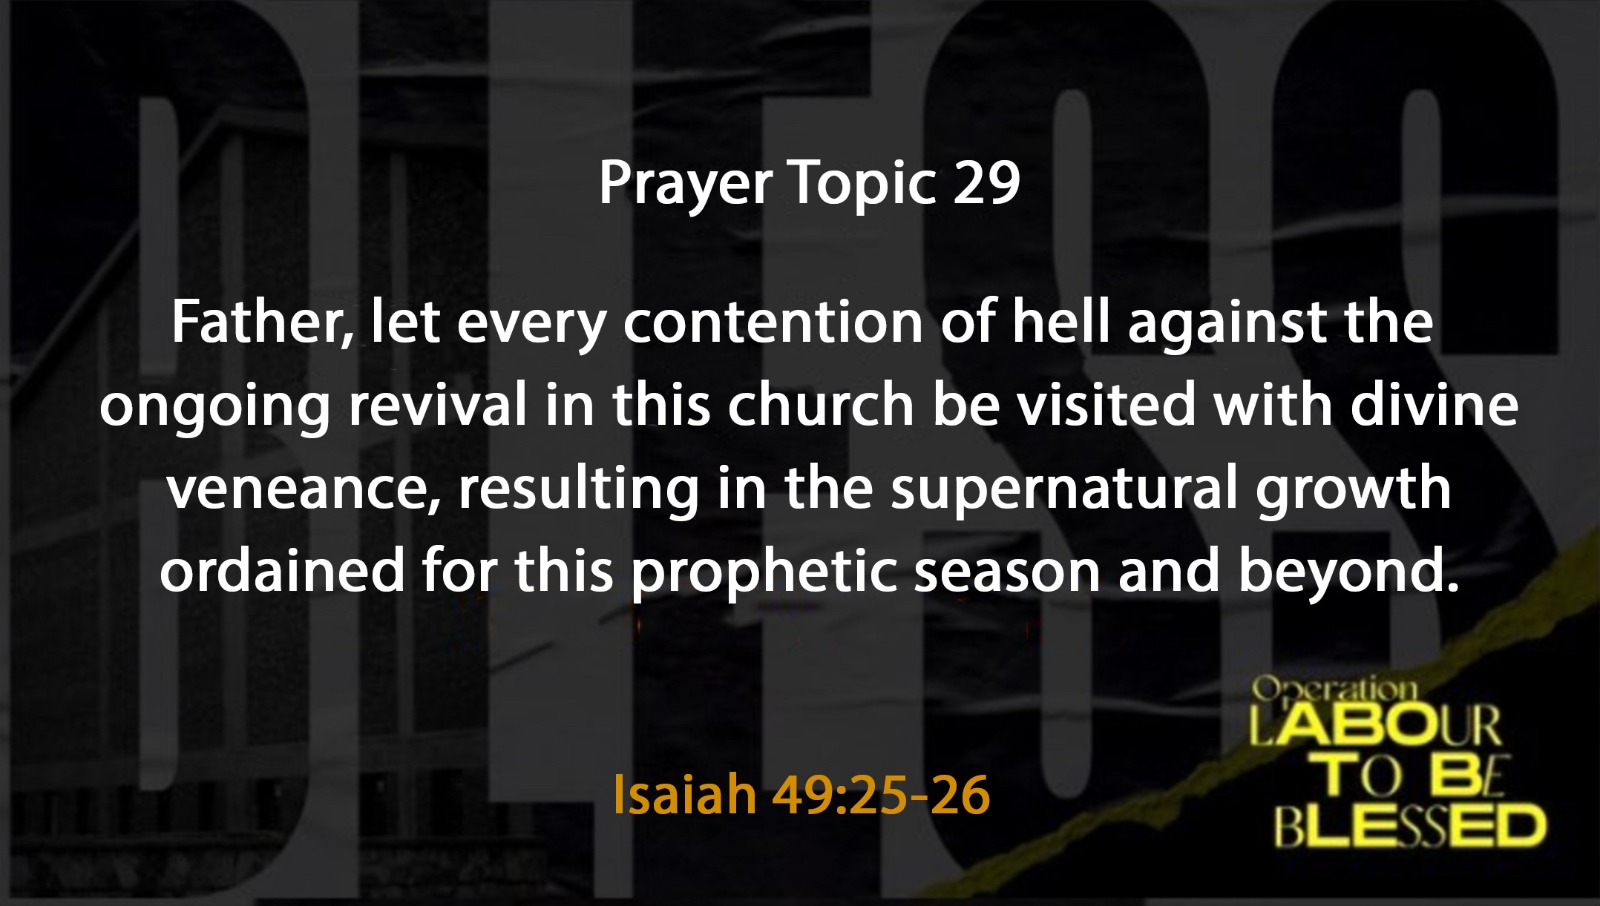 Prayer Topic 29
Father, let every contention of hell against the
ongoing revival in this church be visited with divine
veneance, resulting in the supernatural growth
ordained for this prophetic season and beyond.
Isaiah 49:25-26
Operation
LABOUR
TO BE
BLESSED
BLESS